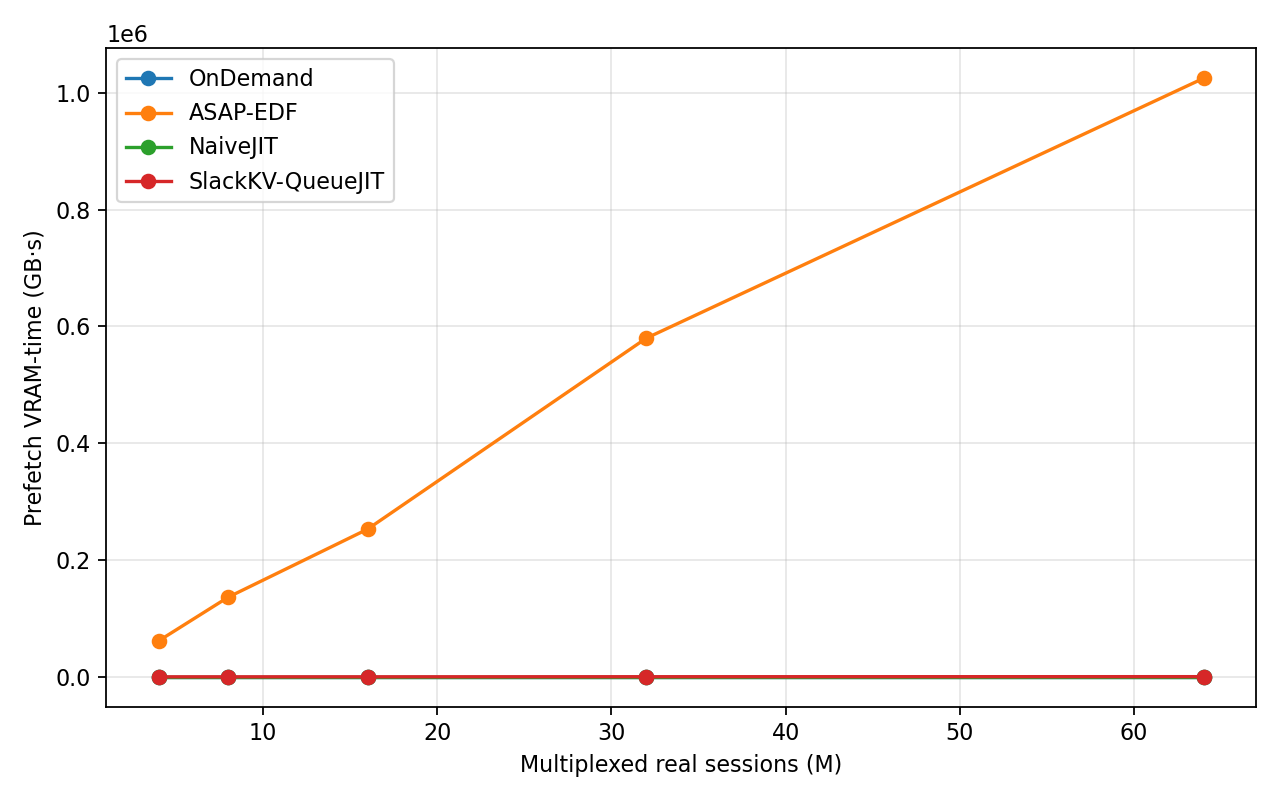 1e6
OnDemand
ASAP-EDF
NaiveJIT
SlackKV-QueueJIT
1.0
0.8
0.6
0.4
0.2
0.0
Prefetch VRAM-time (GB·s)
10 20 30 40 50 60
Multiplexed real sessions (M)